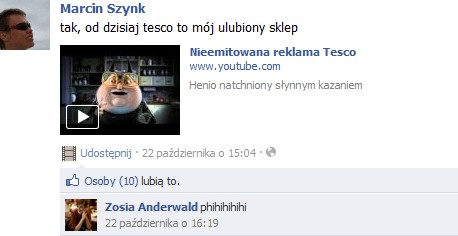 Marcin Szynk
tak, od dzisiaj tesco to mój ulubiony sklep
Nieemitowana reklama Tesco
www.youtube.com
Henio natchniony słynnym kazaniem
Udostępnij · 22 października o 15:04 ·
Osoby (10) lubią to.
Zosia Anderwald phihihihihi
22 października o 16:19